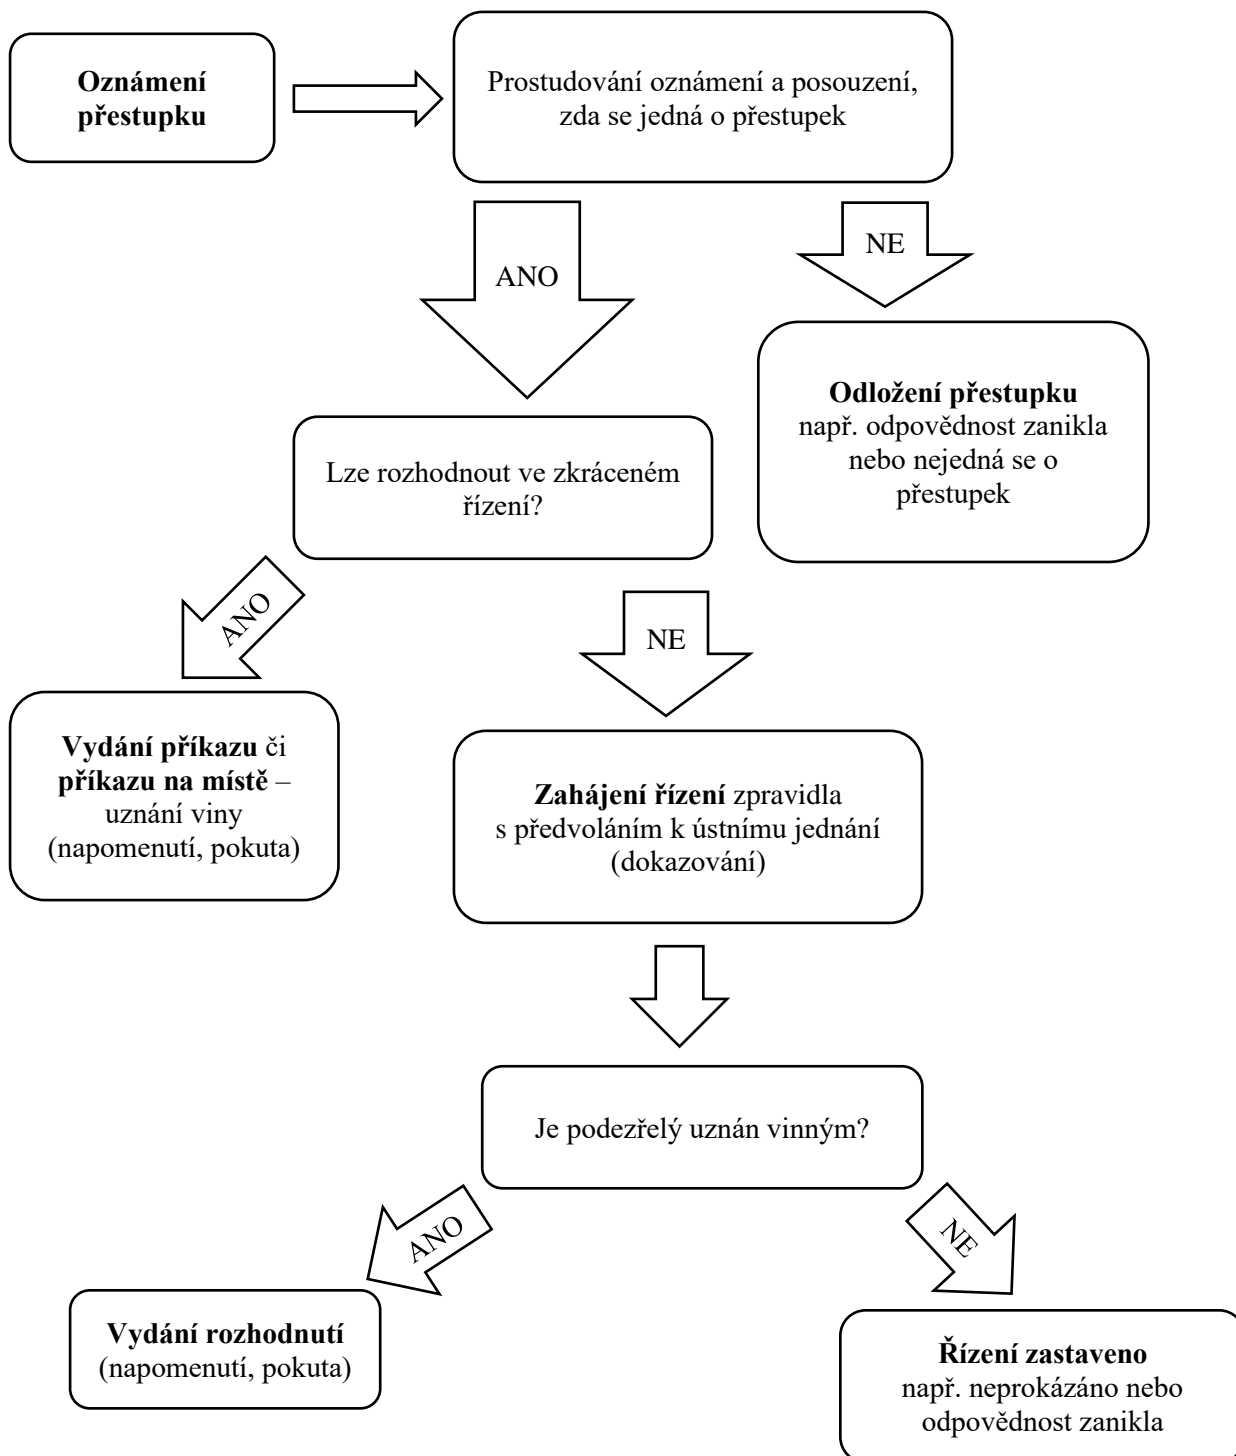 Oznámení
přestupku
Prostudování oznámení a posouzení,
zda se jedná o přestupek
ANO
NE
Odložení přestupku
např. odpovědnost zanikla
nebo nejedná se o
přestupek
Lze rozhodnout ve zkráceném
řízení?
ANO
NE
Vydání příkazu či
příkazu na místě –
uznání viny
(napomenutí, pokuta)
Zahájení řízení zpravidla
s předvoláním k ústnímu jednání
(dokazování)
Je podezřelý uznán vinným?
ANO
NE
Vydání rozhodnutí
(napomenutí, pokuta)
Řízení zastaveno
např. neprokázáno nebo
odpovědnost zanikla